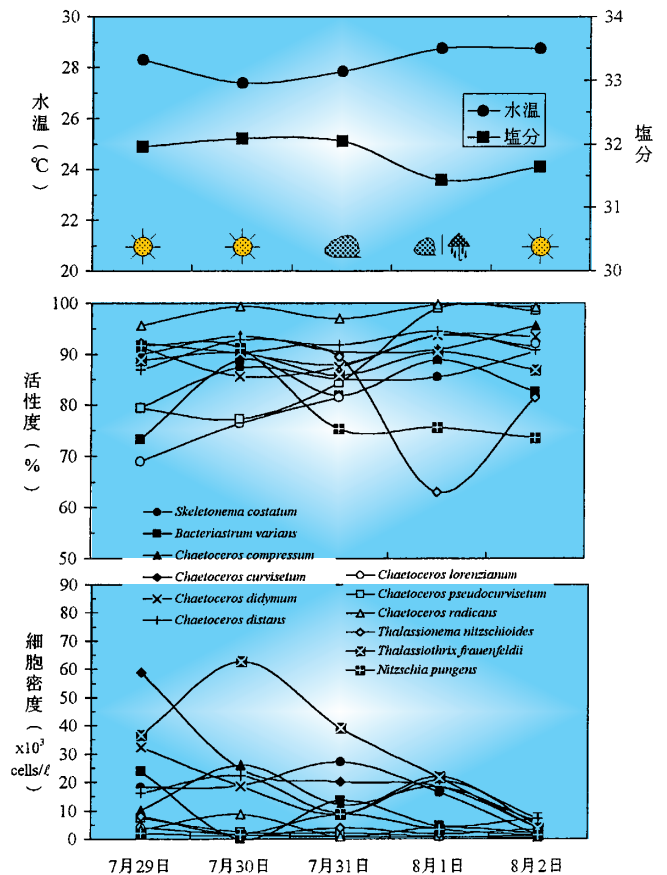 30
28
26
24
22
20
水温(℃)
34
33
32
31
30
塩分
水温
塩分
100
90
80
70
60
50
活性度(%)
Skeletonema costatum
Bacteriastrum varians
Chaetoceros compressum
Chaetoceros curvisetum
Chaetoceros didymum
Chaetoceros distans
Chaetoceros lorenzianum
Chaetoceros pseudocurvisetum
Chaetoceros radicans
Thalassionema nitzschioides
Thalassiothrix frauenfeldii
Nitzschia pungens
90
80
70
60
50
40
30
20
10
0
細胞密度(x10³ cells/ℓ)
7月29日 7月30日 7月31日 8月1日 8月2日